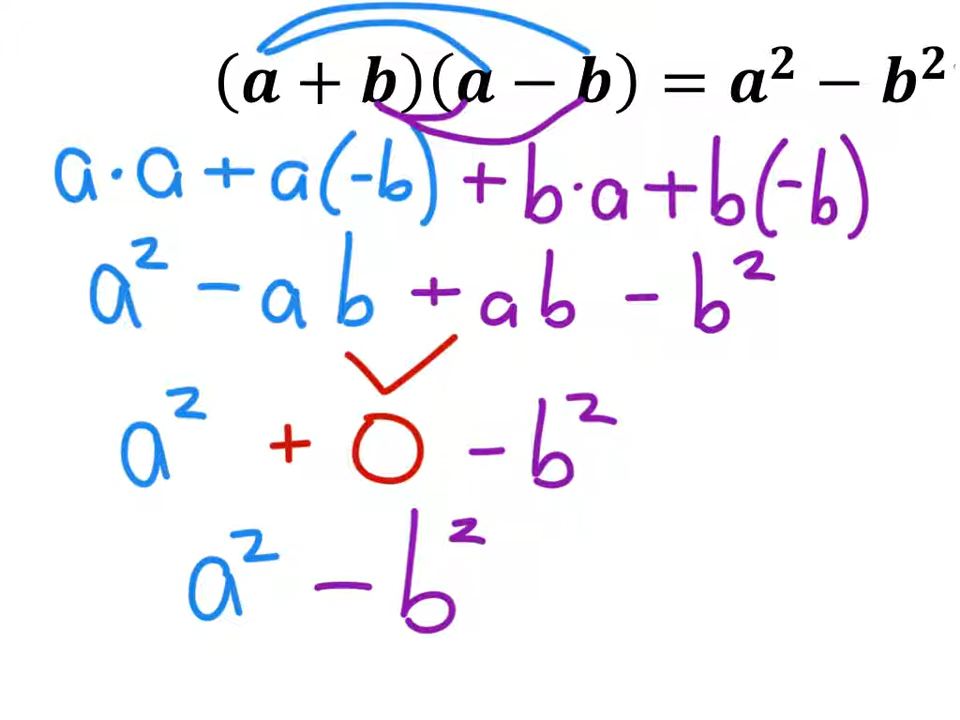 (a + b)(a − b) = a² − b²
a·a + a(-b) + b·a + b(-b)
a² - ab + ab - b²
a² + 0 - b²
a² - b²